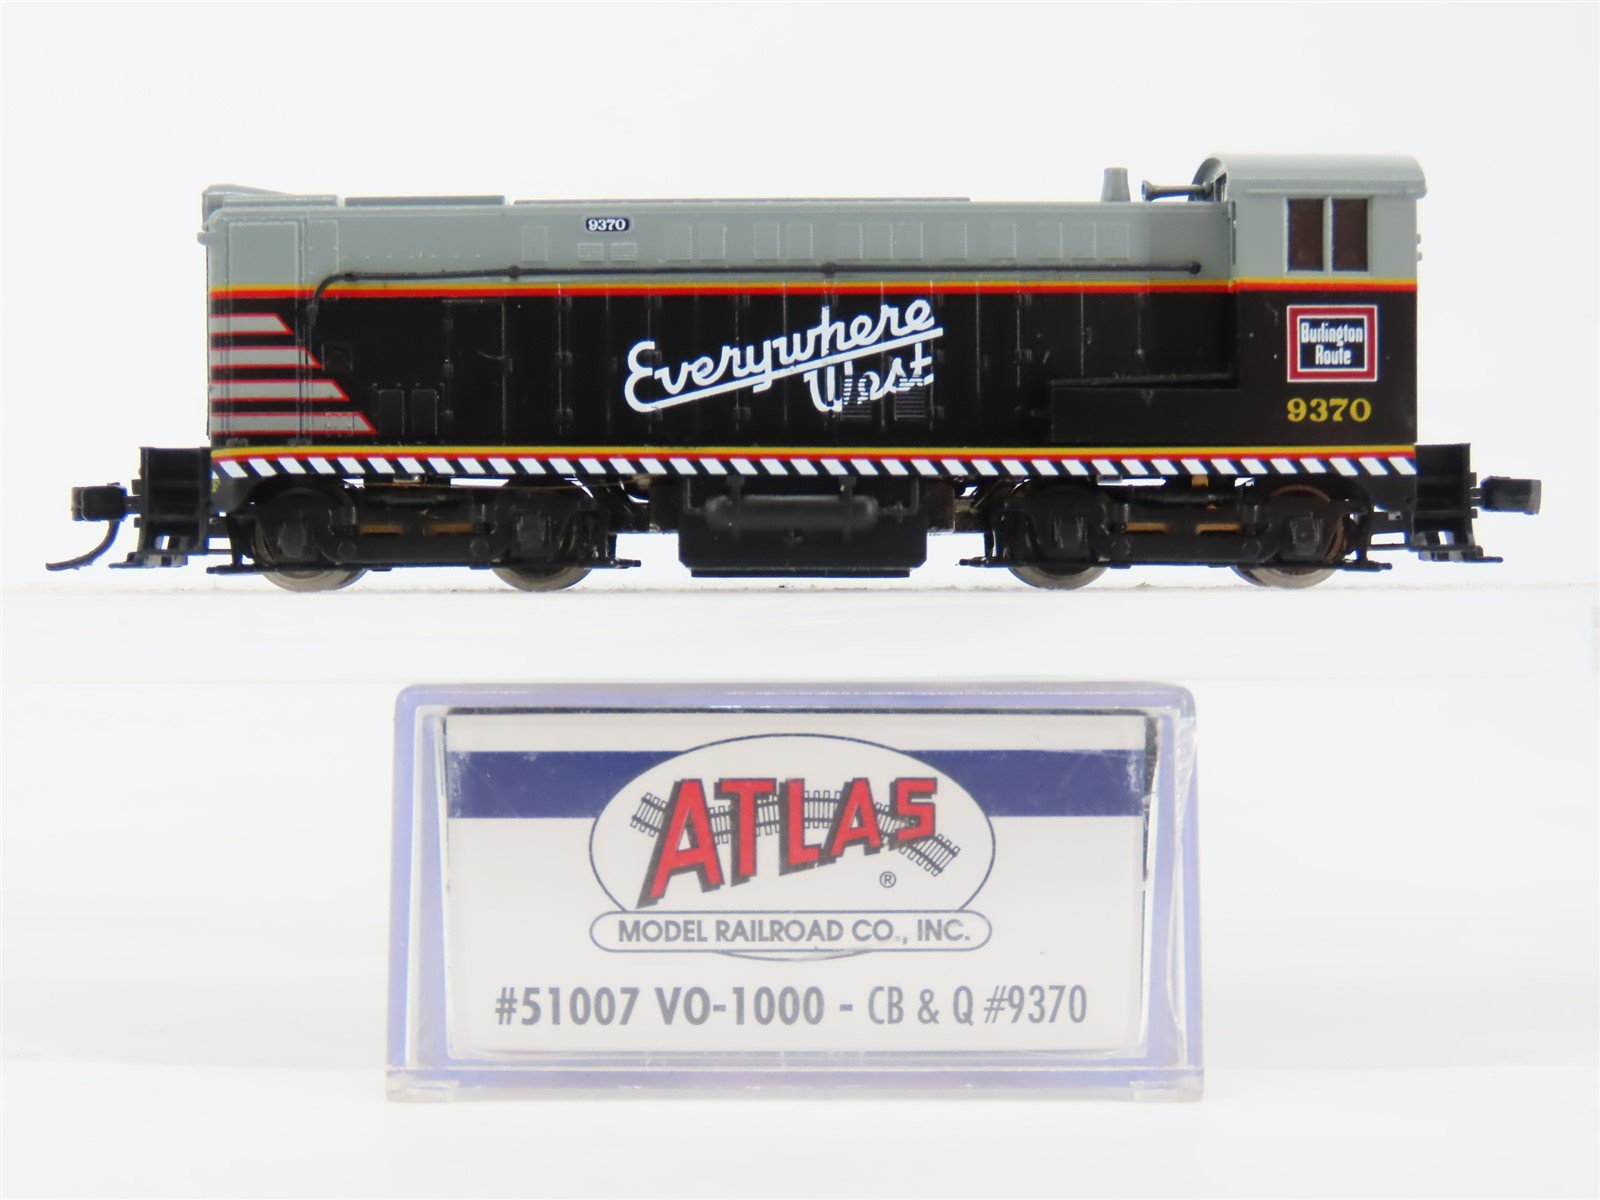 9370
Everywhere
West
Burlington
Route
9370
ATLAS
®
MODEL RAILROAD CO., INC.
#51007 VO-1000 - CB & Q #9370